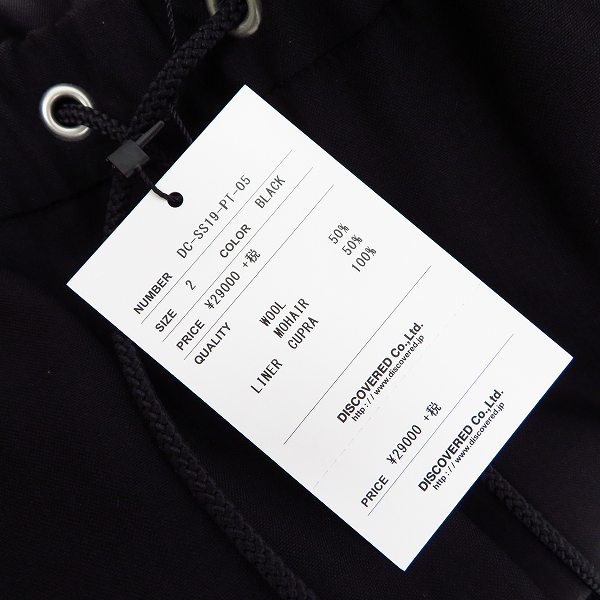 NUMBER DC-SS19-PT-05
SIZE 2 COLOR BLACK
PRICE ¥29000 +税
QUALITY
WOOL 50%
MOHAIR 50%
LINER CUPRA 100%
DISCOVERED Co.,Ltd.
http://www.discovered.jp
PRICE ¥29000 +税
DISCOVERED Co.,Ltd.
http://www.discovered.jp